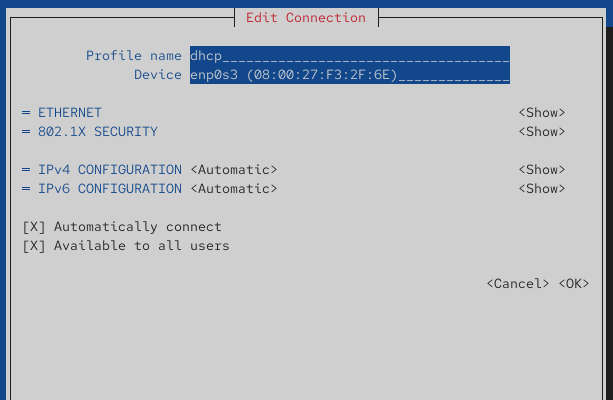 Edit Connection
Profile name dhcp____________________________________
Device enp0s3 (08:00:27:F3:2F:6E)______________
= ETHERNET <Show>
= 802.1X SECURITY <Show>
= IPv4 CONFIGURATION <Automatic> <Show>
= IPv6 CONFIGURATION <Automatic> <Show>
[X] Automatically connect
[X] Available to all users
<Cancel> <OK>